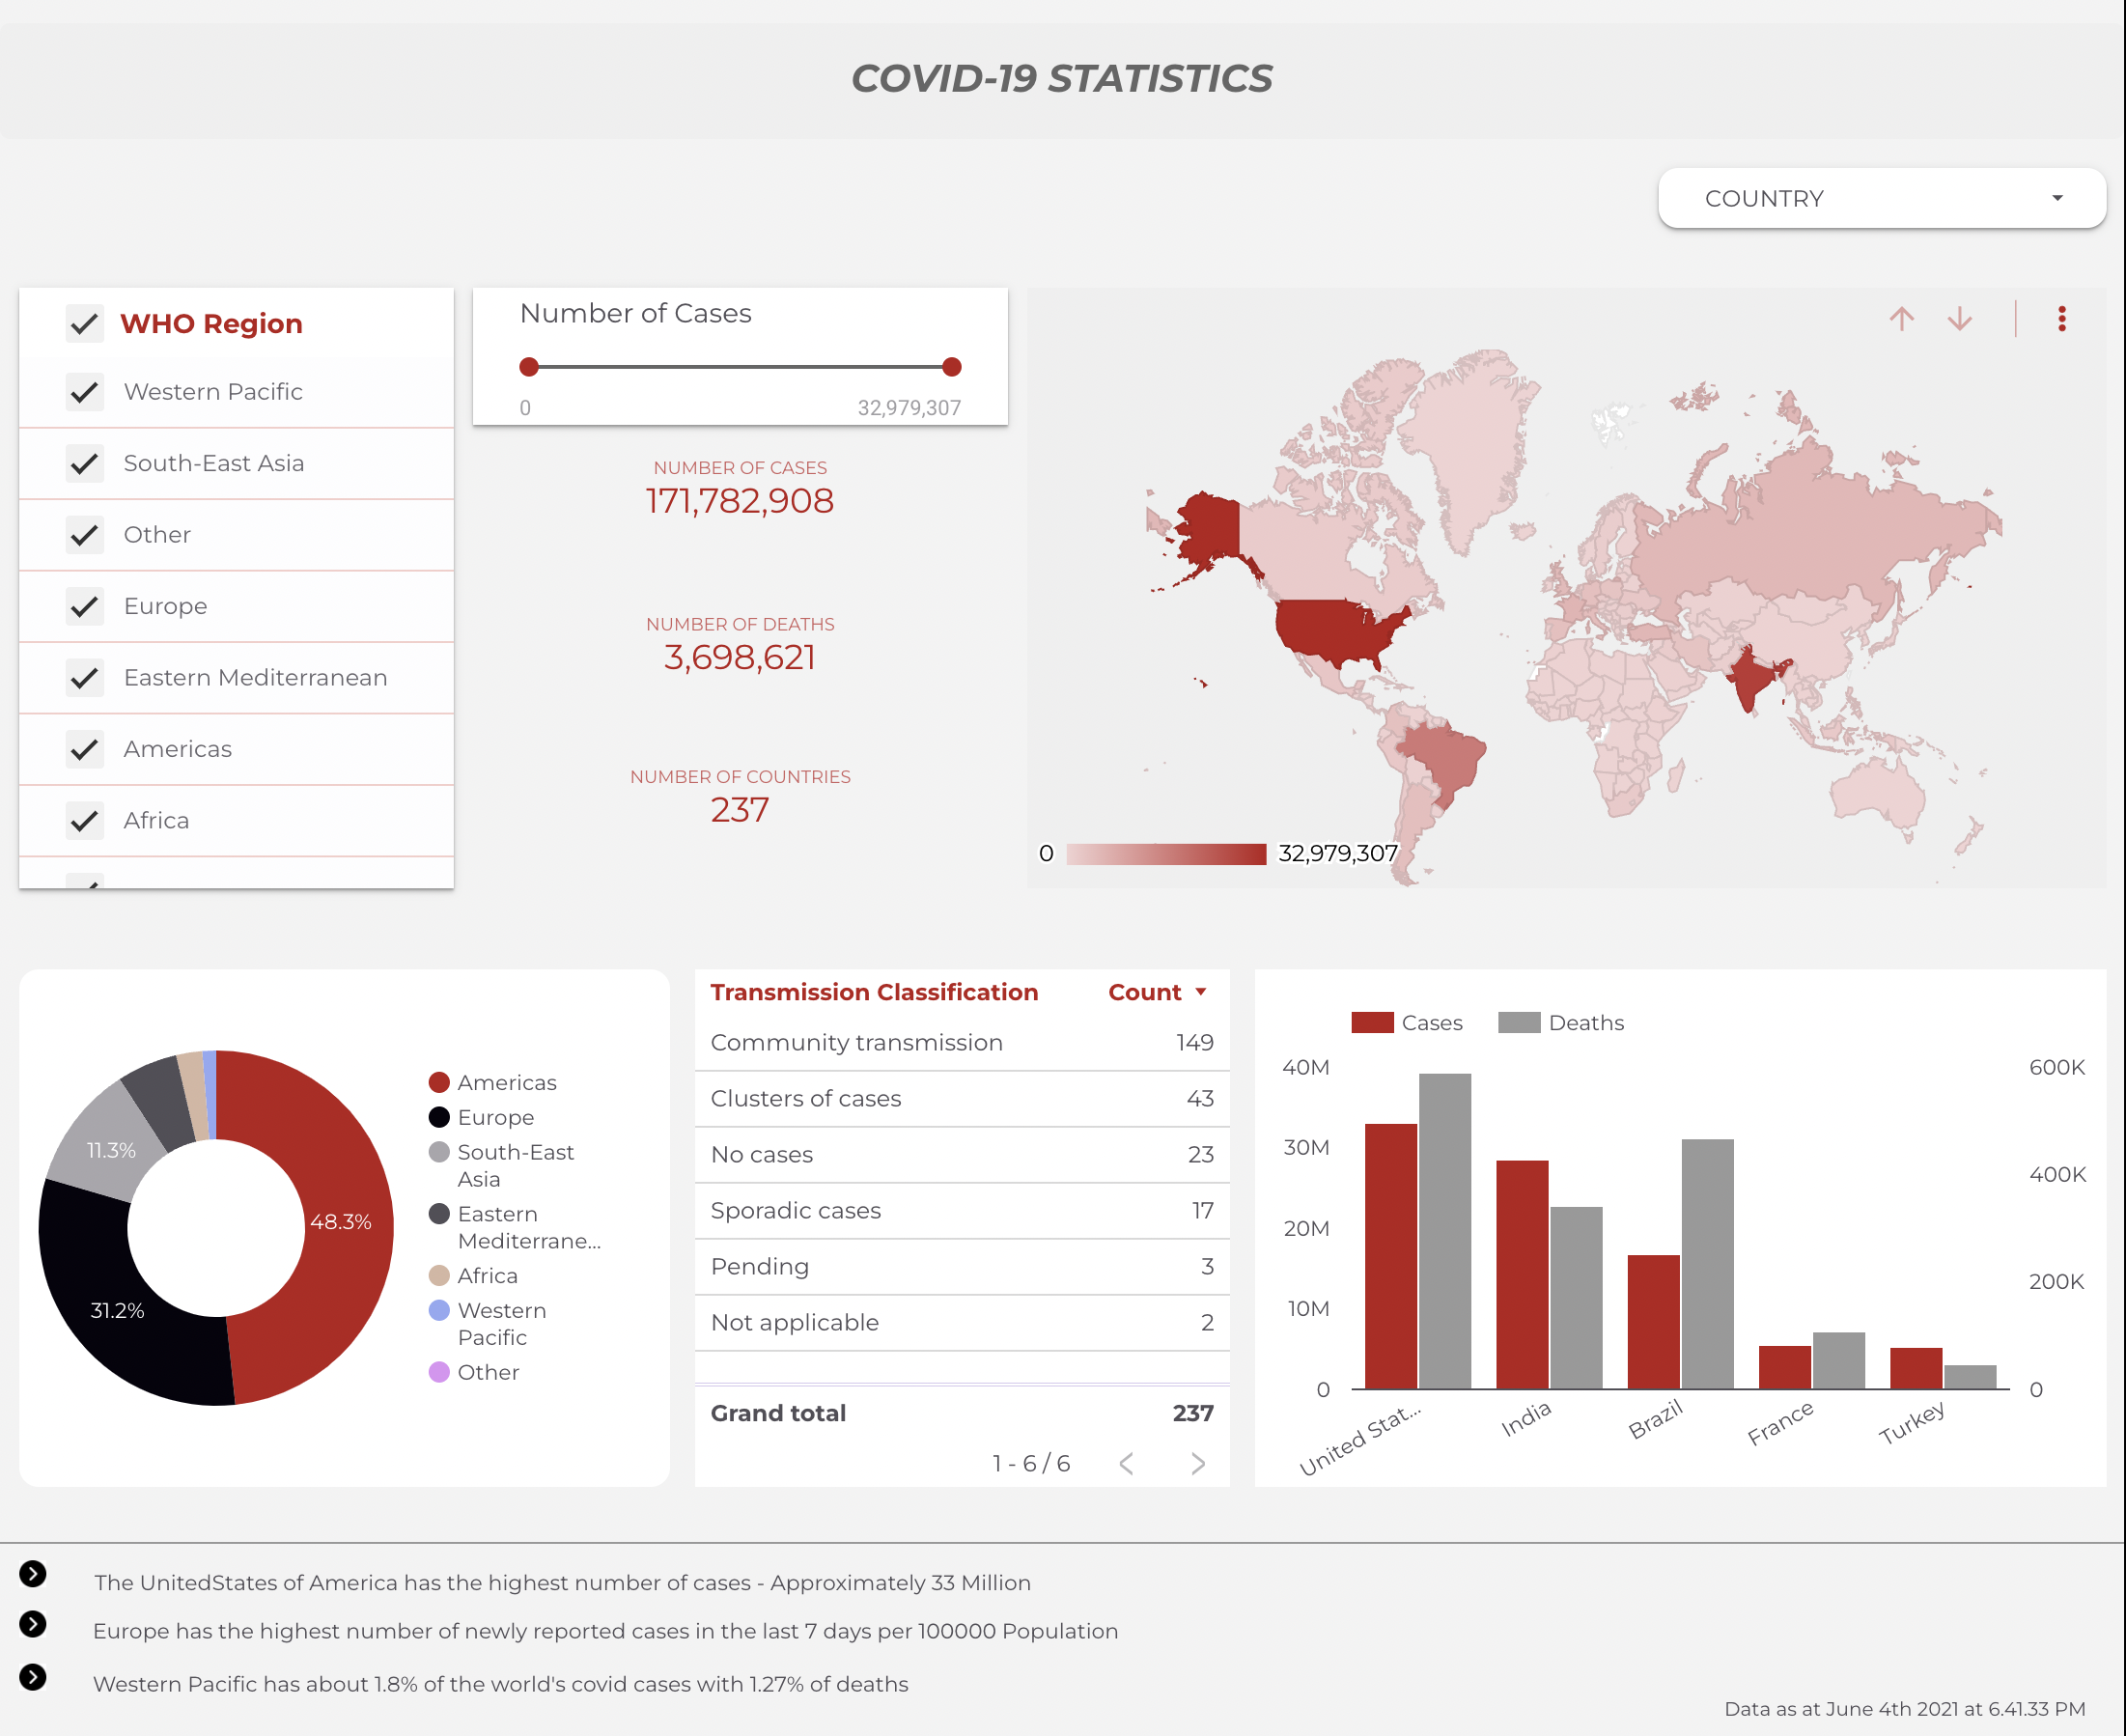 COVID-19 STATISTICS
COUNTRY
WHO Region
Western Pacific
South-East Asia
Other
Europe
Eastern Mediterranean
Americas
Africa
Number of Cases
0
32,979,307
NUMBER OF CASES
171,782,908
NUMBER OF DEATHS
3,698,621
NUMBER OF COUNTRIES
237
0
32,979,307
48.3%
31.2%
11.3%
Americas
Europe
South-East
Asia
Eastern
Mediterrane...
Africa
Western
Pacific
Other
Transmission Classification Count
Community transmission 149
Clusters of cases 43
No cases 23
Sporadic cases 17
Pending 3
Not applicable 2
Grand total 237
1 - 6 / 6
Cases Deaths
40M
30M
20M
10M
0
600K
400K
200K
0
United Stat...
India
Brazil
France
Turkey
The UnitedStates of America has the highest number of cases - Approximately 33 Million
Europe has the highest number of newly reported cases in the last 7 days per 100000 Population
Western Pacific has about 1.8% of the world's covid cases with 1.27% of deaths
Data as at June 4th 2021 at 6.41.33 PM